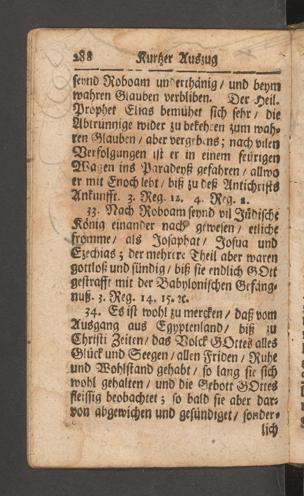 288 Kurtzer Auszug
seynd Roboam underthänig / und beym
wahren Glauben verbliben. Der Heil.
Prophet Elias bemühet sich sehr / die
Abtrünnige wider zu bekehren zum wah-
ren Glauben / aber vergebens; nach vilen
Verfolgungen ist er in einem feurigen
Wagen ins Paradeyß gefahren / allwo
er mit Enoch lebt / biß zu deß Antichrists
Ankunfft. 3. Reg. 12. 4. Reg. 2.
33. Nach Roboam seynd vil Jüdische
König einander nach gewesen / etliche
fromme / als Josaphat / Josua und
Ezechias; der mehrere Theil aber waren
gottloß und sündig / biß sie endlich GOtt
gestrafft mit der Babylonischen Gefäng-
nuß. 3. Reg. 14. 15. ꝛc.
34. Es ist wohl zu mercken / daß vom
Ausgang aus Egyptenland / biß zu
Christi Zeiten / das Volck GOttes alles
Glück und Seegen / allen Friden / Ruhe
und Wohlstand gehabt / so lang sie sich
wohl gehalten / und die Gebott GOttes
fleissig beobachtet; so bald sie aber dar-
von abgewichen und gesündiget / sonder-
lich